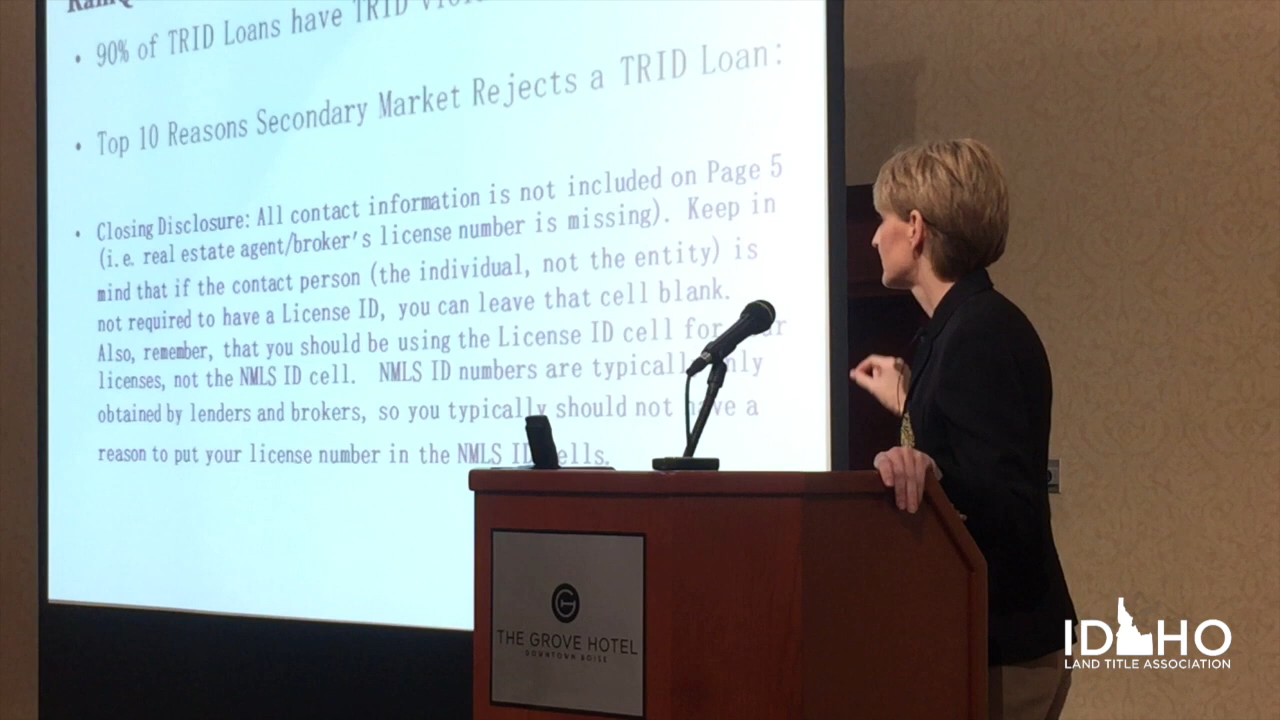 • 90% of TRID Loans have TRID
• Top 10 Reasons Secondary Market Rejects a TRID Loan:
• Closing Disclosure: All contact information is not included on Page 5
(i.e. real estate agent/broker's license number is missing). Keep in
mind that if the contact person (the individual, not the entity) is
not required to have a License ID, you can leave that cell blank.
Also, remember, that you should be using the License ID cell for
licenses, not the NMLS ID cell. NMLS ID numbers are typically only
obtained by lenders and brokers, so you typically should not have a
reason to put your license number in the NMLS ID cells.
THE GROVE HOTEL
DOWNTOWN BOISE
IDAHO
LAND TITLE ASSOCIATION